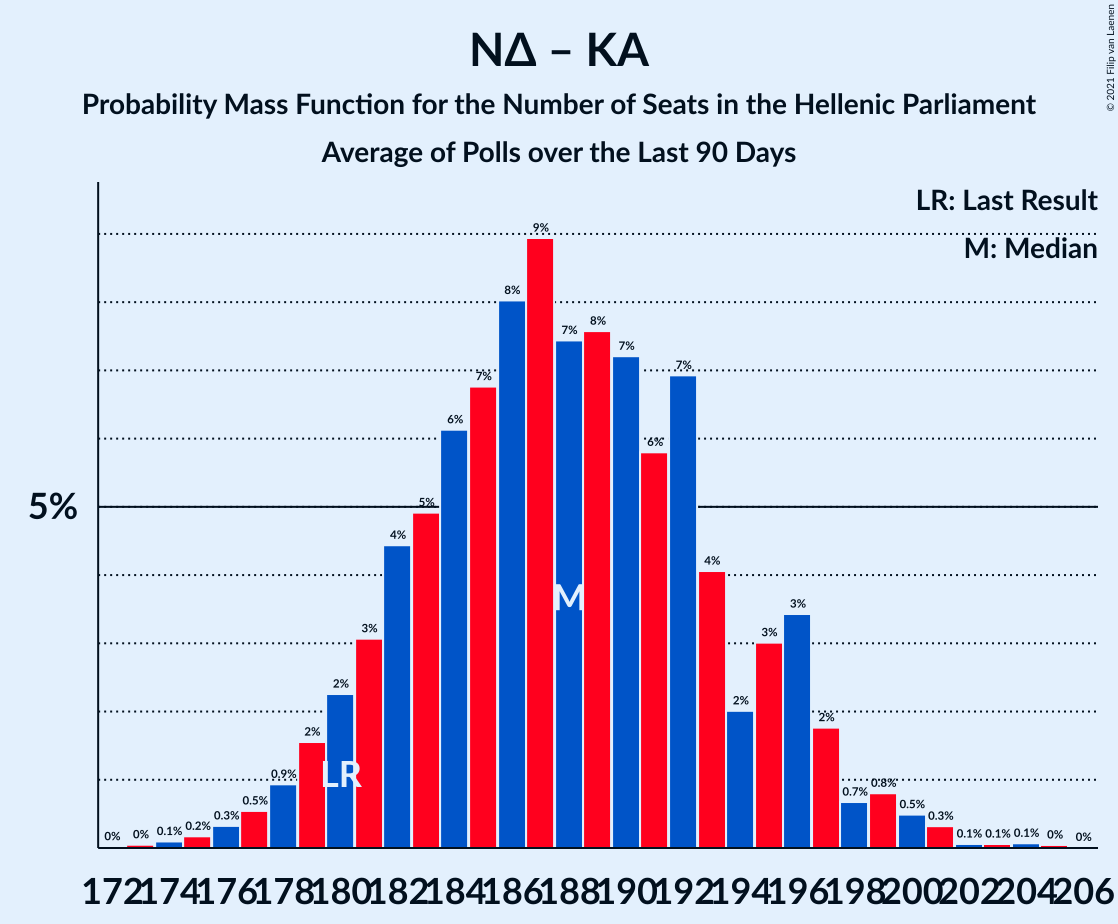 ΝΔ – ΚΑ
Probability Mass Function for the Number of Seats in the Hellenic Parliament
Average of Polls over the Last 90 Days
© 2021 Filip van Laenen
LR: Last Result
M: Median
5%
0% 0% 0.1% 0.2% 0.3% 0.5% 0.9% 2% 2% 3% 4% 5% 6% 7% 8% 9% 7% 8% 7% 6% 7% 4% 2% 3% 3% 2% 0.7% 0.8% 0.5% 0.3% 0.1% 0.1% 0.1% 0% 0%
M
LR
172 174 176 178 180 182 184 186 188 190 192 194 196 198 200 202 204 206